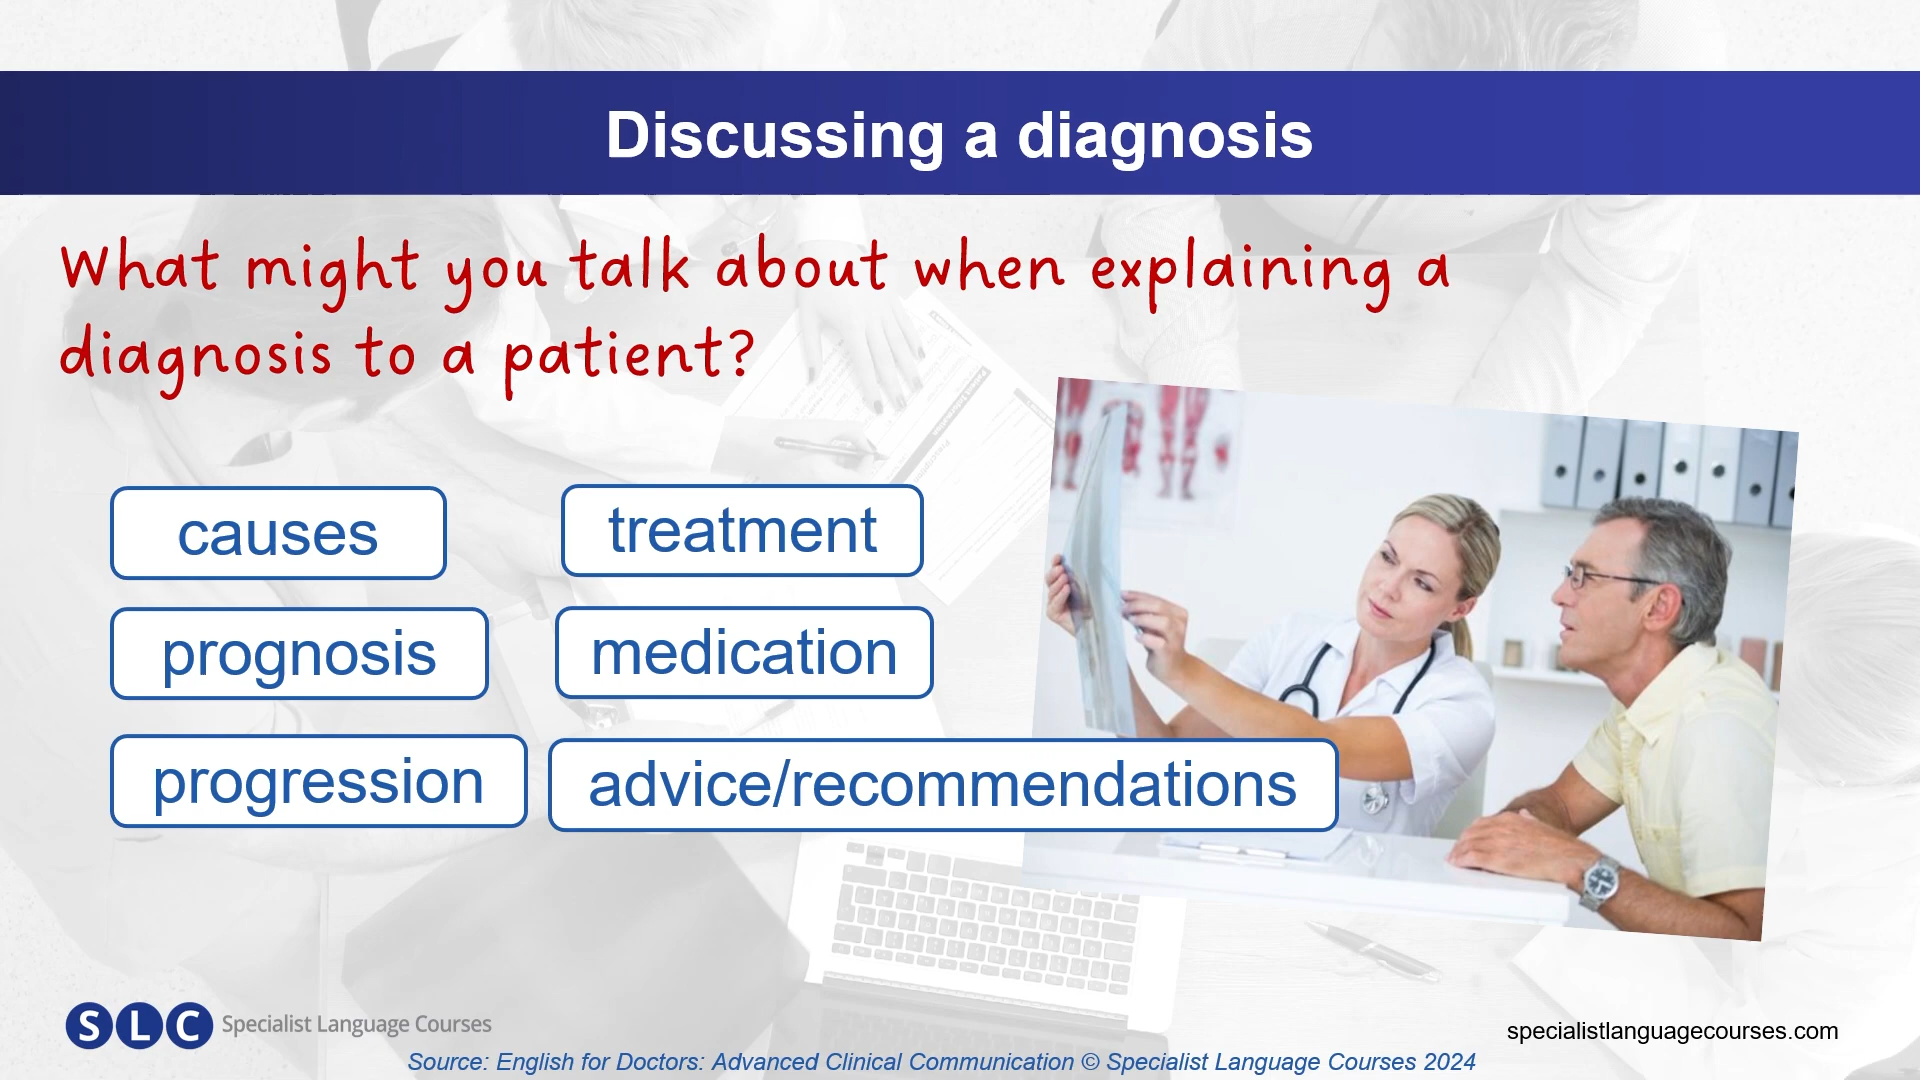 Discussing a diagnosis
What might you talk about when explaining a
diagnosis to a patient?
causes
treatment
prognosis
medication
progression
advice/recommendations
SLC Specialist Language Courses
specialistlanguagecourses.com
Source: English for Doctors: Advanced Clinical Communication © Specialist Language Courses 2024